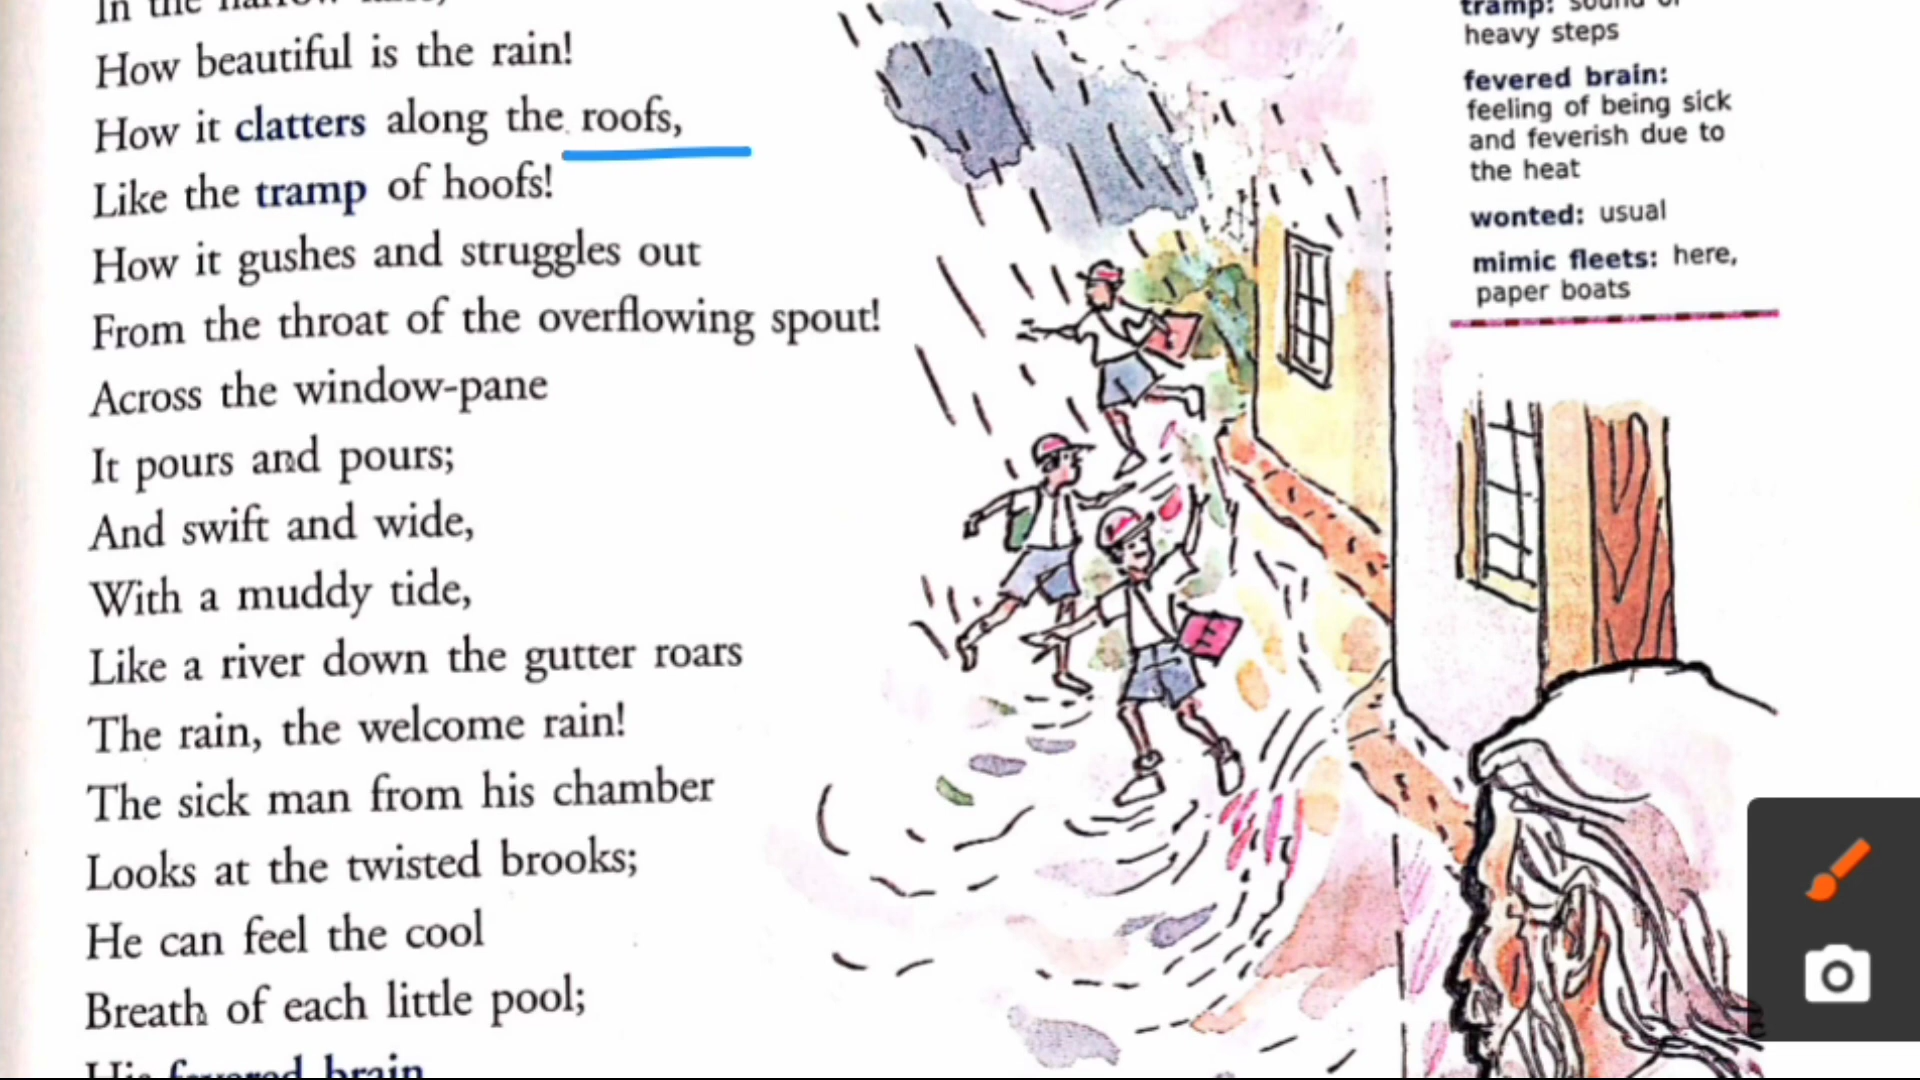 In the narrow lane,
How beautiful is the rain!
How it clatters along the roofs,
Like the tramp of hoofs!
How it gushes and struggles out
From the throat of the overflowing spout!
Across the window-pane
It pours and pours;
And swift and wide,
With a muddy tide,
Like a river down the gutter roars
The rain, the welcome rain!
The sick man from his chamber
Looks at the twisted brooks;
He can feel the cool
Breath of each little pool;
His fevered brain
tramp: sound of
heavy steps
fevered brain:
feeling of being sick
and feverish due to
the heat
wonted: usual
mimic fleets: here,
paper boats